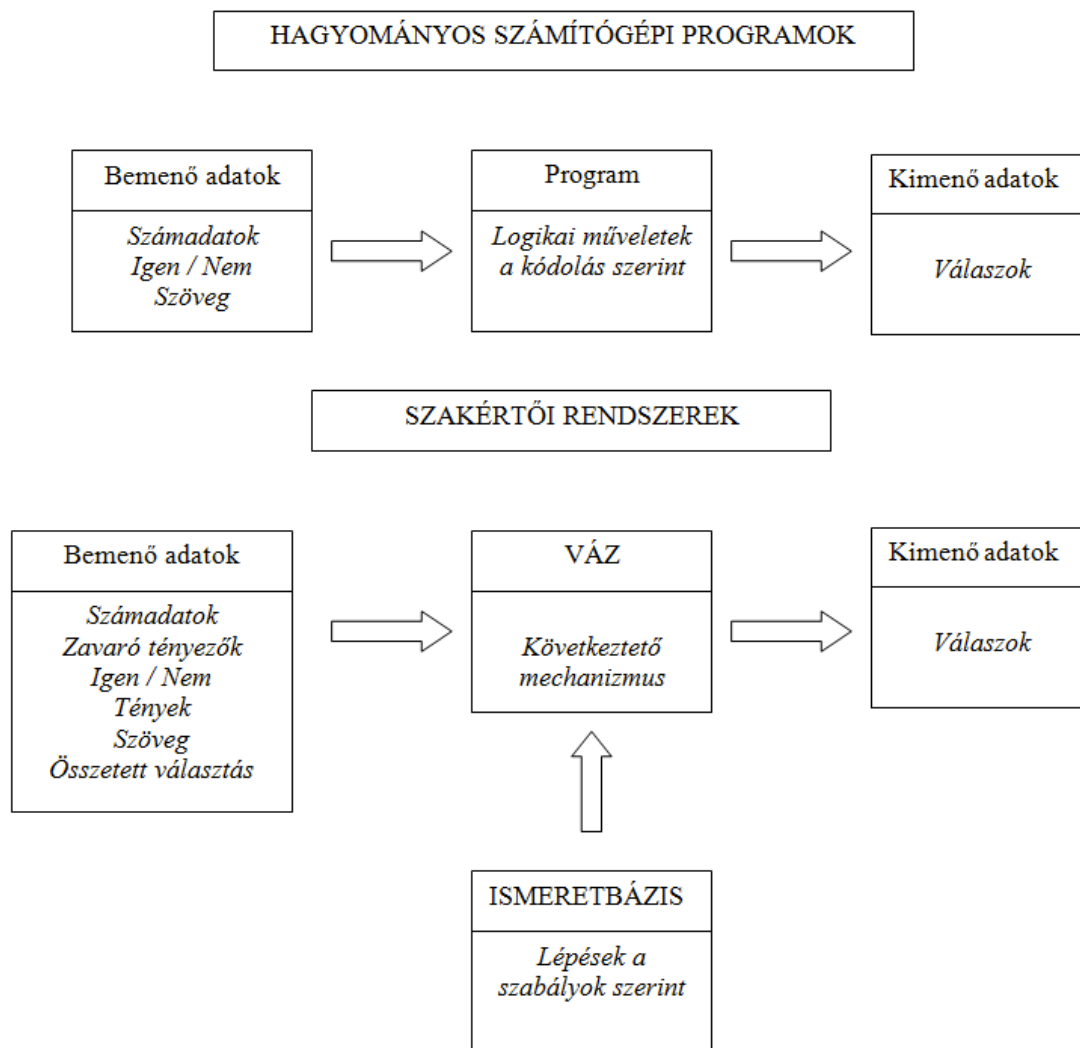 HAGYOMÁNYOS SZÁMÍTÓGÉPI PROGRAMOK
Bemenő adatok
Számadatok
Igen / Nem
Szöveg
Program
Logikai műveletek
a kódolás szerint
Kimenő adatok
Válaszok
SZAKÉRTŐI RENDSZEREK
Bemenő adatok
Számadatok
Zavaró tényezők
Igen / Nem
Tények
Szöveg
Összetett választás
VÁZ
Következtető
mechanizmus
Kimenő adatok
Válaszok
ISMERETBÁZIS
Lépések a
szabályok szerint